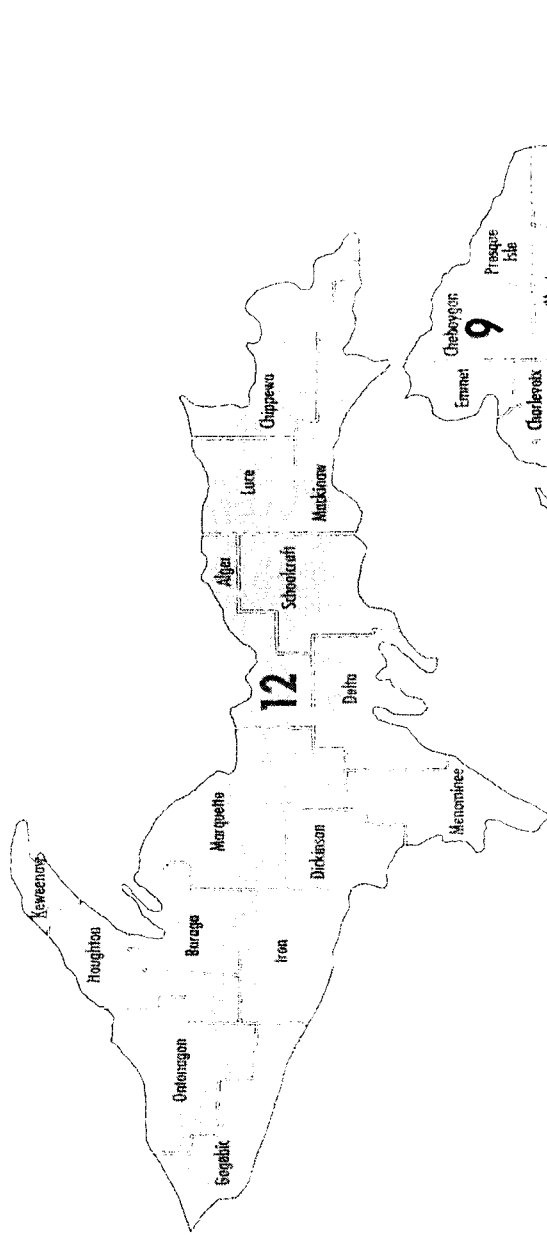 Keweenaw
Houghton
Ontonagon
Gogebic
Baraga
Marquette
Iron
Dickinson
Menominee
12
Delta
Alger
Schoolcraft
Luce
Mackinaw
Chippewa
Emmet
Cheboygan
9
Presque
Isle
Charlevoix